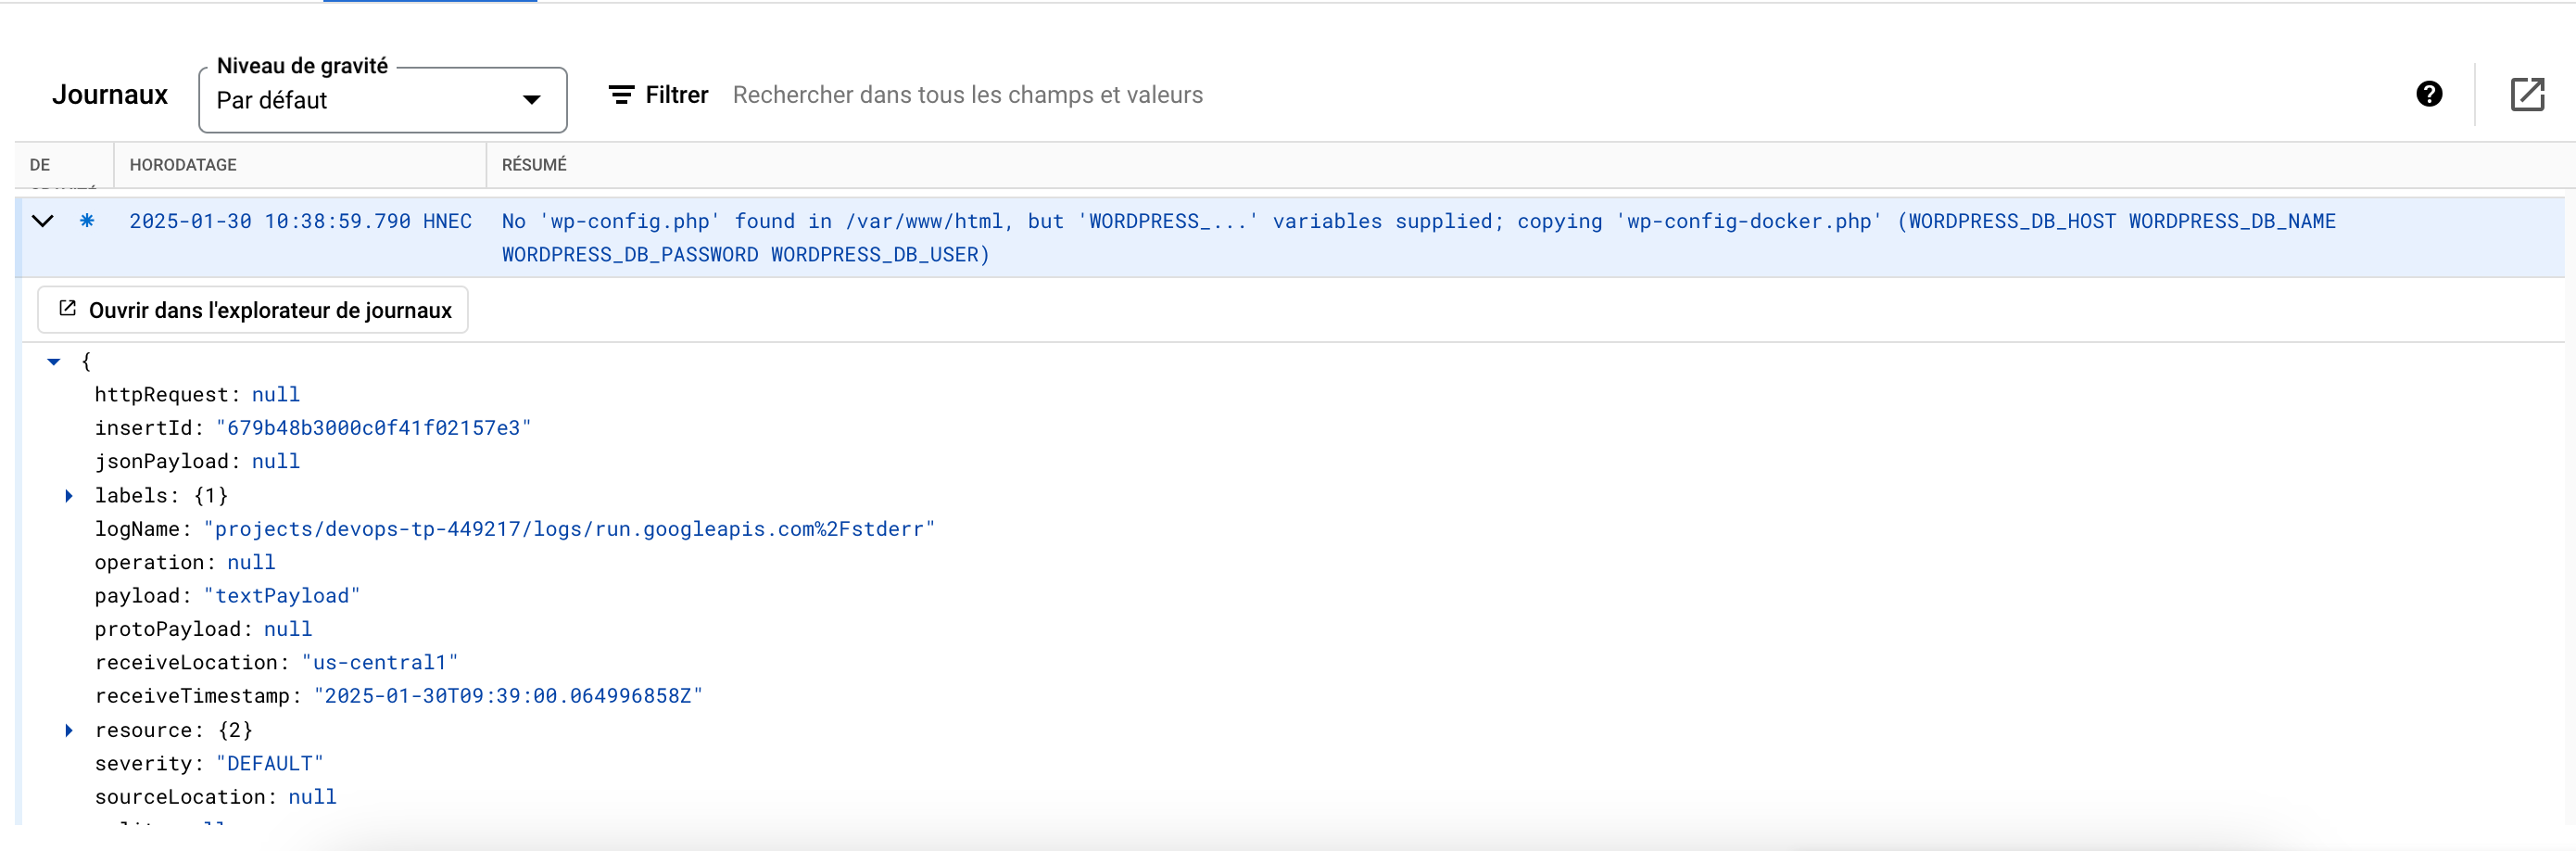 Journaux
Niveau de gravité
Par défaut
Filtrer
Rechercher dans tous les champs et valeurs
DE
HORODATAGE
RÉSUMÉ
2025-01-30 10:38:59.790 HNEC
No 'wp-config.php' found in /var/www/html, but 'WORDPRESS_...' variables supplied; copying 'wp-config-docker.php' (WORDPRESS_DB_HOST WORDPRESS_DB_NAME
WORDPRESS_DB_PASSWORD WORDPRESS_DB_USER)
Ouvrir dans l'explorateur de journaux
{
httpRequest: null
insertId: "679b48b3000c0f41f02157e3"
jsonPayload: null
labels: {1}
logName: "projects/devops-tp-449217/logs/run.googleapis.com%2Fstderr"
operation: null
payload: "textPayload"
protoPayload: null
receiveLocation: "us-central1"
receiveTimestamp: "2025-01-30T09:39:00.064996858Z"
resource: {2}
severity: "DEFAULT"
sourceLocation: null